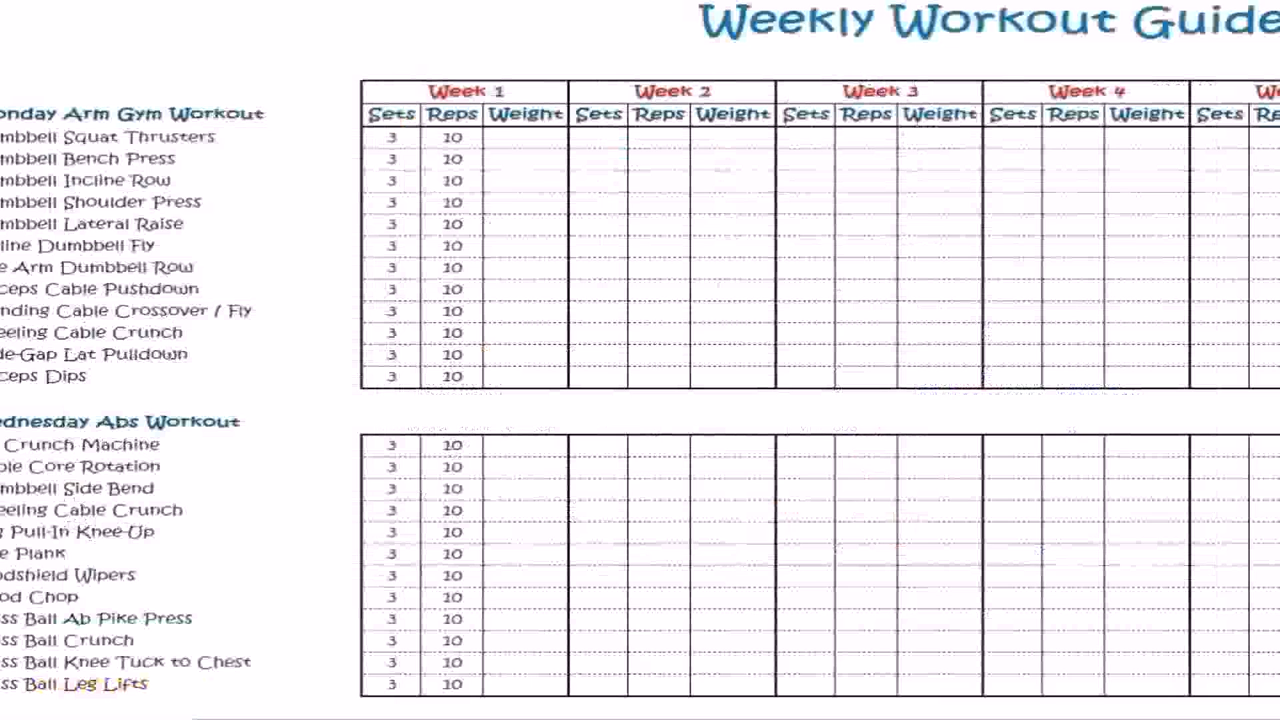 Weekly Workout Guide
Week 1 Week 2 Week 3 Week 4
onday Arm Gym Workout Sets Reps Weight Sets Reps Weight Sets Reps Weight Sets Reps Weight Sets
mbbell Squat Thrusters 3 10
mbbell Bench Press 3 10
mbbell Incline Row 3 10
mbbell Shoulder Press 3 10
mbbell Lateral Raise 3 10
line Dumbbell Fly 3 10
e Arm Dumbbell Row 3 10
ceps Cable Pushdown 3 10
nding Cable Crossover / Fly 3 10
eeling Cable Crunch 3 10
de-Gap Lat Pulldown 3 10
ceps Dips 3 10
ednesday Abs Workout
Crunch Machine 3 10
ble Core Rotation 3 10
mbbell Side Bend 3 10
eeling Cable Crunch 3 10
g Pull-In Knee-Up 3 10
e Plank 3 10
ndshield Wipers 3 10
od Chop 3 10
ss Ball Ab Pike Press 3 10
ss Ball Crunch 3 10
ss Ball Knee Tuck to Chest 3 10
ss Ball Leg Lifts 3 10